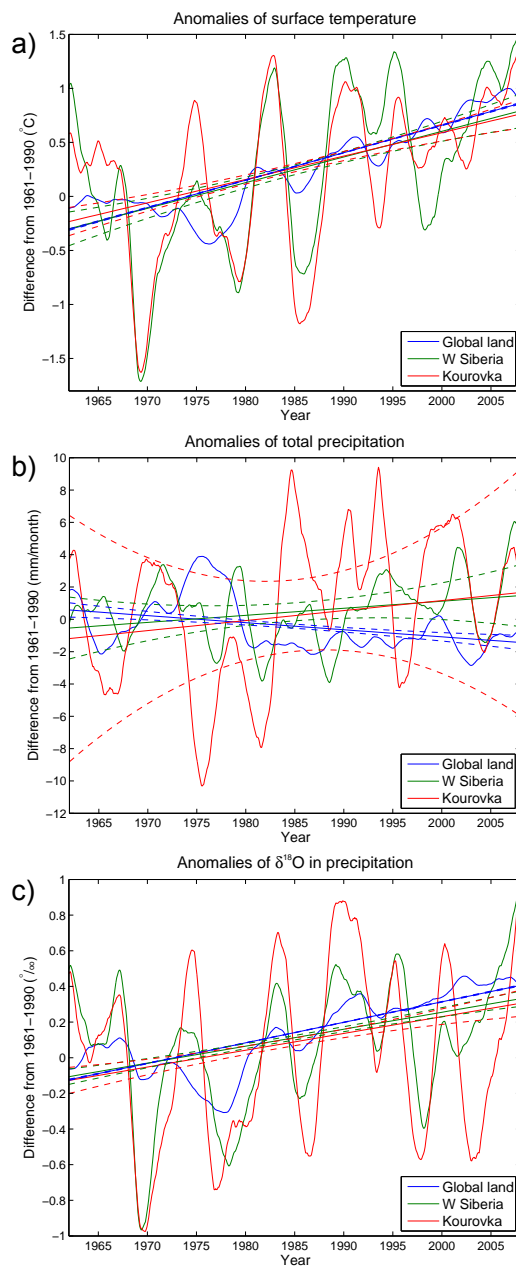 Anomalies of surface temperature
a)
Difference from 1961−1990 (°C)
1.5
1
0.5
0
−0.5
−1
−1.5
1965 1970 1975 1980 1985 1990 1995 2000 2005
Year
Global land
W Siberia
Kourovka
Anomalies of total precipitation
b)
Difference from 1961−1990 (mm/month)
10
8
6
4
2
0
−2
−4
−6
−8
−10
−12
1965 1970 1975 1980 1985 1990 1995 2000 2005
Year
Global land
W Siberia
Kourovka
Anomalies of δ¹⁸O in precipitation
c)
Difference from 1961−1990 (°/₀₀)
1
0.8
0.6
0.4
0.2
0
−0.2
−0.4
−0.6
−0.8
−1
1965 1970 1975 1980 1985 1990 1995 2000 2005
Year
Global land
W Siberia
Kourovka